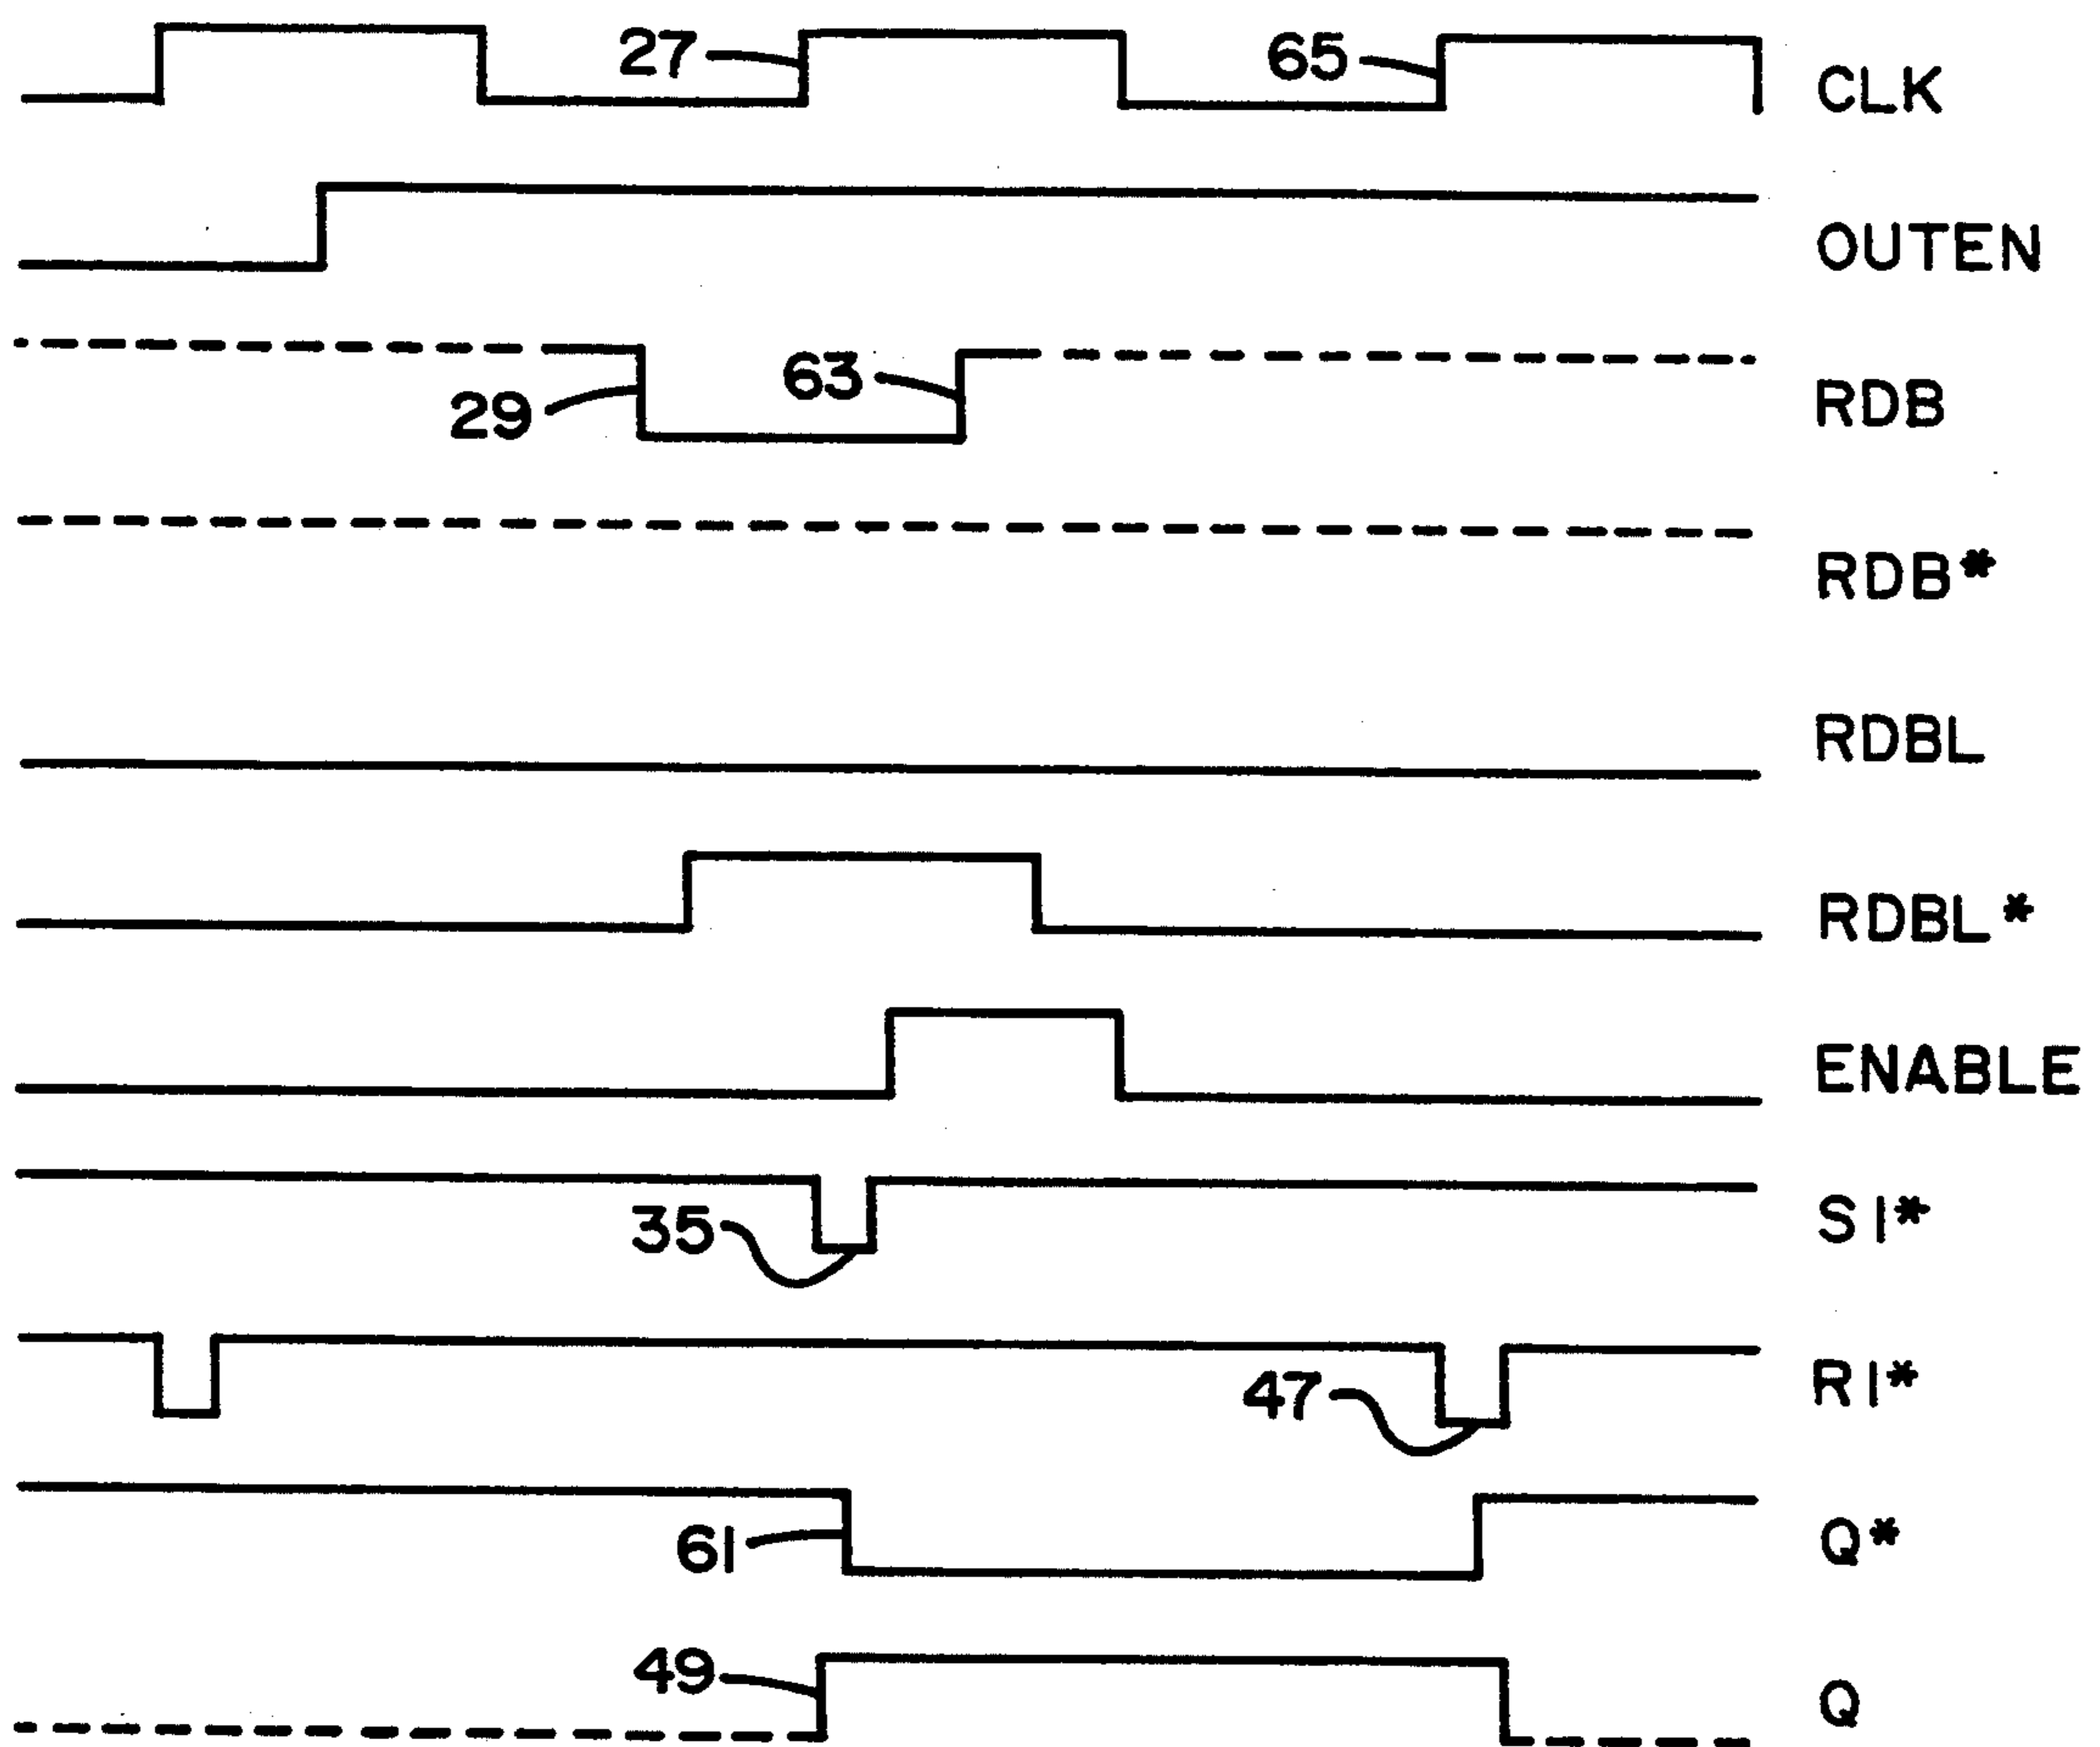 27 65 CLK
OUTEN
29 63 RDB
RDB*
RDBL
RDBL*
ENABLE
35 S1*
47 R1*
61 Q*
49 Q